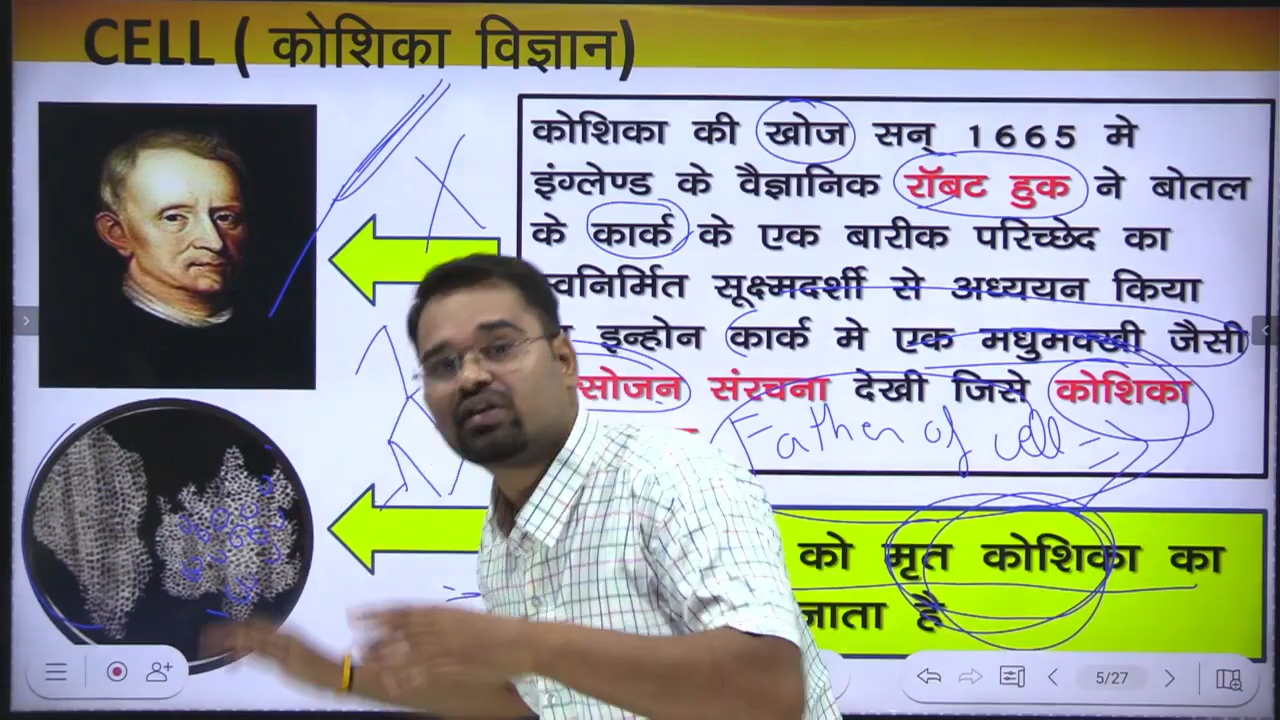 CELL ( कोशिका विज्ञान)
कोशिका की खोज सन् 1665 मे
इंग्लेण्ड के वैज्ञानिक रॉबट हुक ने बोतल
के कार्क के एक बारीक परिच्छेद का
वनिर्मित सूक्ष्मदर्शी से अध्ययन किया
इन्होन कार्क मे एक मधुमक्खी जैसी
सोजन संरचना देखी जिसे कोशिका
Father of cell
को मृत कोशिका का
जाता है
5/27